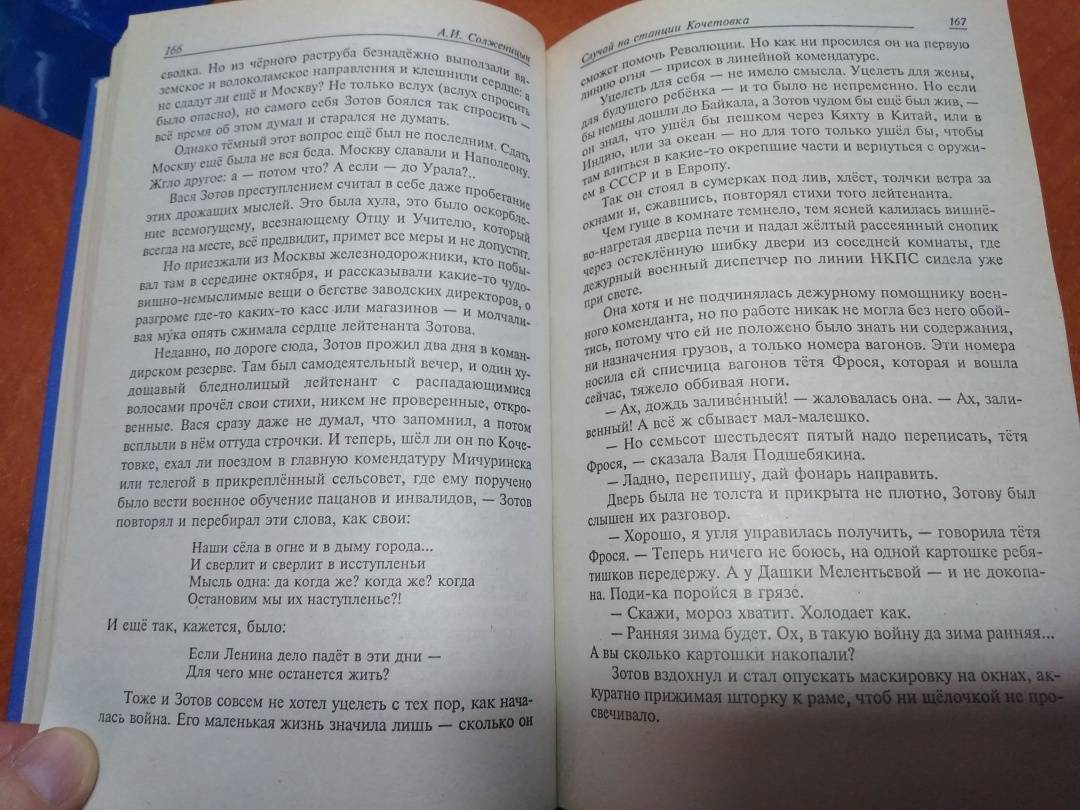 166
А.И. Солженицын
сводка. Но из чёрного раструба безнадёжно выползали вя-
земское и волоколамское направления и клешнили сердце: а
не сдадут ли ещё и Москву? Не только вслух (вслух спросить
было опасно), но самого себя Зотов боялся так спросить —
всё время об этом думал и старался не думать.
Однако тёмный этот вопрос ещё был не последним. Сдать
Москву ещё была не вся беда. Москву сдавали и Наполеону.
Жгло другое: а — потом что? А если — до Урала?..
Вася Зотов преступлением считал в себе даже пробегание
этих дрожащих мыслей. Это была хула, это было оскорбле-
ние всемогущему, всезнающему Отцу и Учителю, который
всегда на месте, всё предвидит, примет все меры и не допустит.
Но приезжали из Москвы железнодорожники, кто побы-
вал там в середине октября, и рассказывали какие-то чудо-
вищно-немыслимые вещи о бегстве заводских директоров, о
разгроме где-то каких-то касс или магазинов — и молчали-
вая му́ка опять сжимала сердце лейтенанта Зотова.
Недавно, по дороге сюда, Зотов прожил два дня в коман-
дирском резерве. Там был самодеятельный вечер, и один ху-
дощавый бледнолицый лейтенант с распадающимися
волосами прочёл свои стихи, никем не проверенные, откро-
венные. Вася сразу даже не думал, что запомнил, а потом
всплыли в нём оттуда строчки. И теперь, шёл ли он по Коче-
товке, ехал ли поездом в главную комендатуру Мичуринска
или телегой в прикреплённый сельсовет, где ему поручено
было вести военное обучение пацанов и инвалидов, — Зотов
повторял и перебирал эти слова, как свои:
Наши сёла в огне и в дыму города...
И сверлит и сверлит в исступленьи
Мысль одна: да когда же? когда же? когда
Остановим мы их наступленье?!
И ещё так, кажется, было:
Если Ленина дело падёт в эти дни —
Для чего мне останется жить?
Тоже и Зотов совсем не хотел уцелеть с тех пор, как нача-
лась война. Его маленькая жизнь значила лишь — сколько он
Случай на станции Кочетовка
167
сможет помочь Революции. Но как ни просился он на первую
линию огня — присох в линейной комендатуре.
Уцелеть для себя — не имело смысла. Уцелеть для жены,
для будущего ребёнка — и то было не непременно. Но если
бы немцы дошли до Байкала, а Зотов чудом бы ещё был жив, —
он знал, что ушёл бы пешком через Кяхту в Китай, или в
Индию, или за океан — но для того только ушёл бы, чтобы
там влиться в какие-то окрепшие части и вернуться с оружи-
ем в СССР и в Европу.
Так он стоял в сумерках под лив, хлёст, толчки ветра за
окнами и, сжавшись, повторял стихи того лейтенанта.
Чем гуще в комнате темнело, тем ясней калилась вишнё-
во-нагретая дверца печи и падал жёлтый рассеянный снопик
через остеклённую шибку двери из соседней комнаты, где
дежурный военный диспетчер по линии НКПС сидела уже
при свете.
Она хотя и не подчинялась дежурному помощнику воен-
ного коменданта, но по работе никак не могла без него обой-
тись, потому что ей не положено было знать ни содержания,
ни назначения грузов, а только номера вагонов. Эти номера
носила ей списчица вагонов тётя Фрося, которая и вошла
сейчас, тяжело оббивая ноги.
— Ах, дождь заливе́нный! — жаловалась она. — Ах, зали-
венный! А всё ж сбывает мал-малешко.
— Но семьсот шестьдесят пятый надо переписать, тётя
Фрося, — сказала Валя Подшебякина.
— Ладно, перепишу, дай фонарь направить.
Дверь была не толста и прикрыта не плотно, Зотову был
слышен их разговор.
— Хорошо, я угля управилась получить, — говорила тётя
Фрося. — Теперь ничего не боюсь, на одной картошке ребя-
тишков передержу. А у Дашки Мелентьевой — и не докопа-
на. Поди-ка поройся в грязе́.
— Скажи, мороз хватит. Холодает как.
— Ранняя зима будет. Ох, в такую войну да зима ранняя...
А вы сколько картошки накопали?
Зотов вздохнул и стал опускать маскировку на окнах, ак-
куратно прижимая шторку к раме, чтоб ни щёлочкой не про-
свечивало.